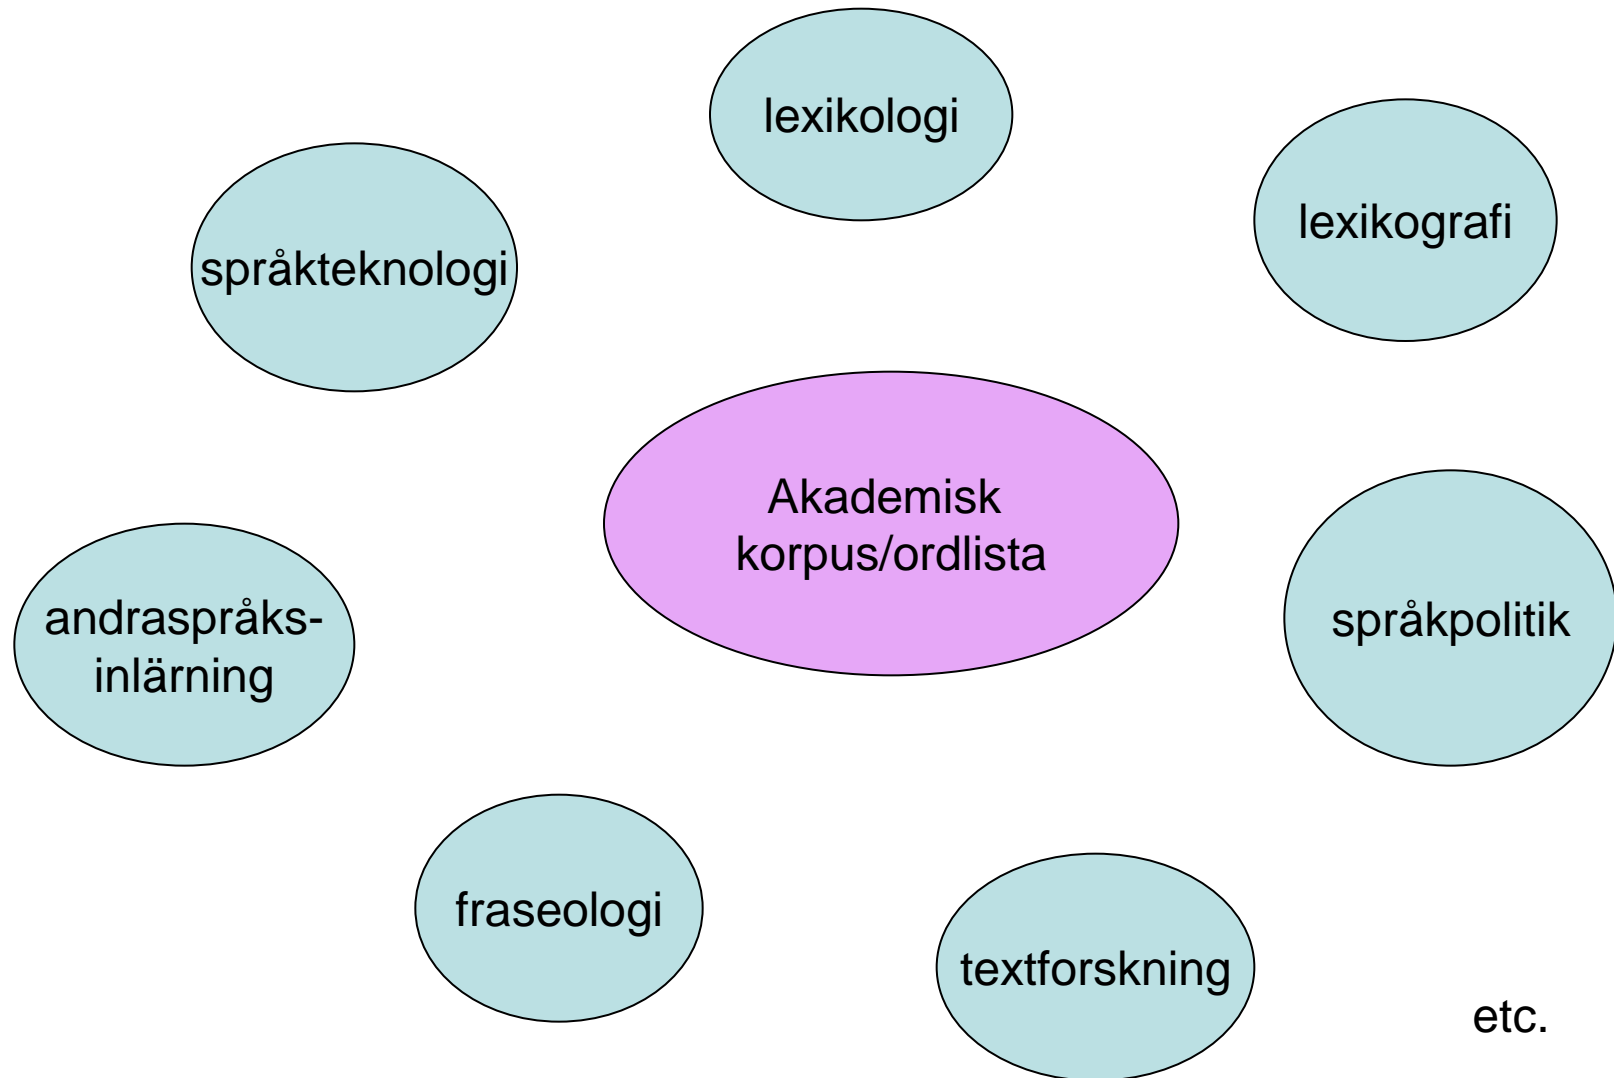 lexikologi
lexikografi
språkteknologi
Akademisk
korpus/ordlista
andraspråks-
inlärning
språkpolitik
fraseologi
textforskning
etc.